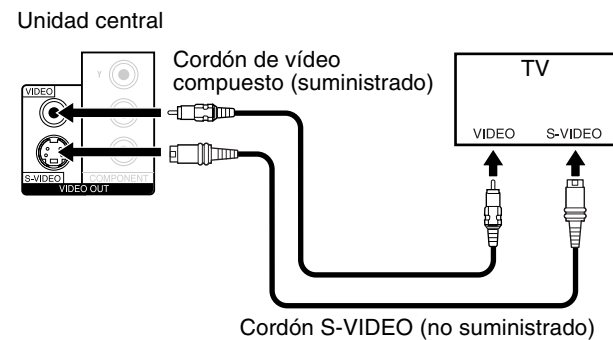 Unidad central
Cordón de vídeo
compuesto (suministrado)
TV
Y
VIDEO
VIDEO S-VIDEO
S-VIDEO
COMPONENT
VIDEO OUT
Cordón S-VIDEO (no suministrado)